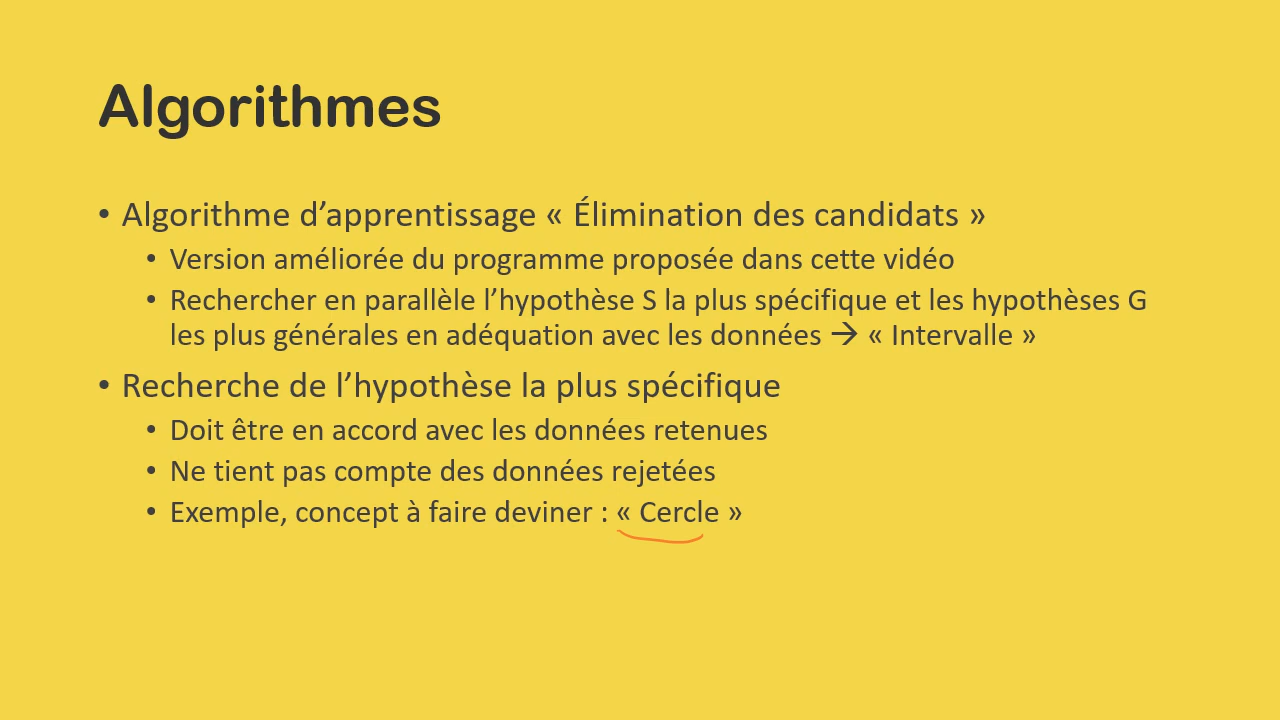 Algorithmes
• Algorithme d’apprentissage « Élimination des candidats »
• Version améliorée du programme proposée dans cette vidéo
• Rechercher en parallèle l’hypothèse S la plus spécifique et les hypothèses G
les plus générales en adéquation avec les données → « Intervalle »
• Recherche de l’hypothèse la plus spécifique
• Doit être en accord avec les données retenues
• Ne tient pas compte des données rejetées
• Exemple, concept à faire deviner : « Cercle »